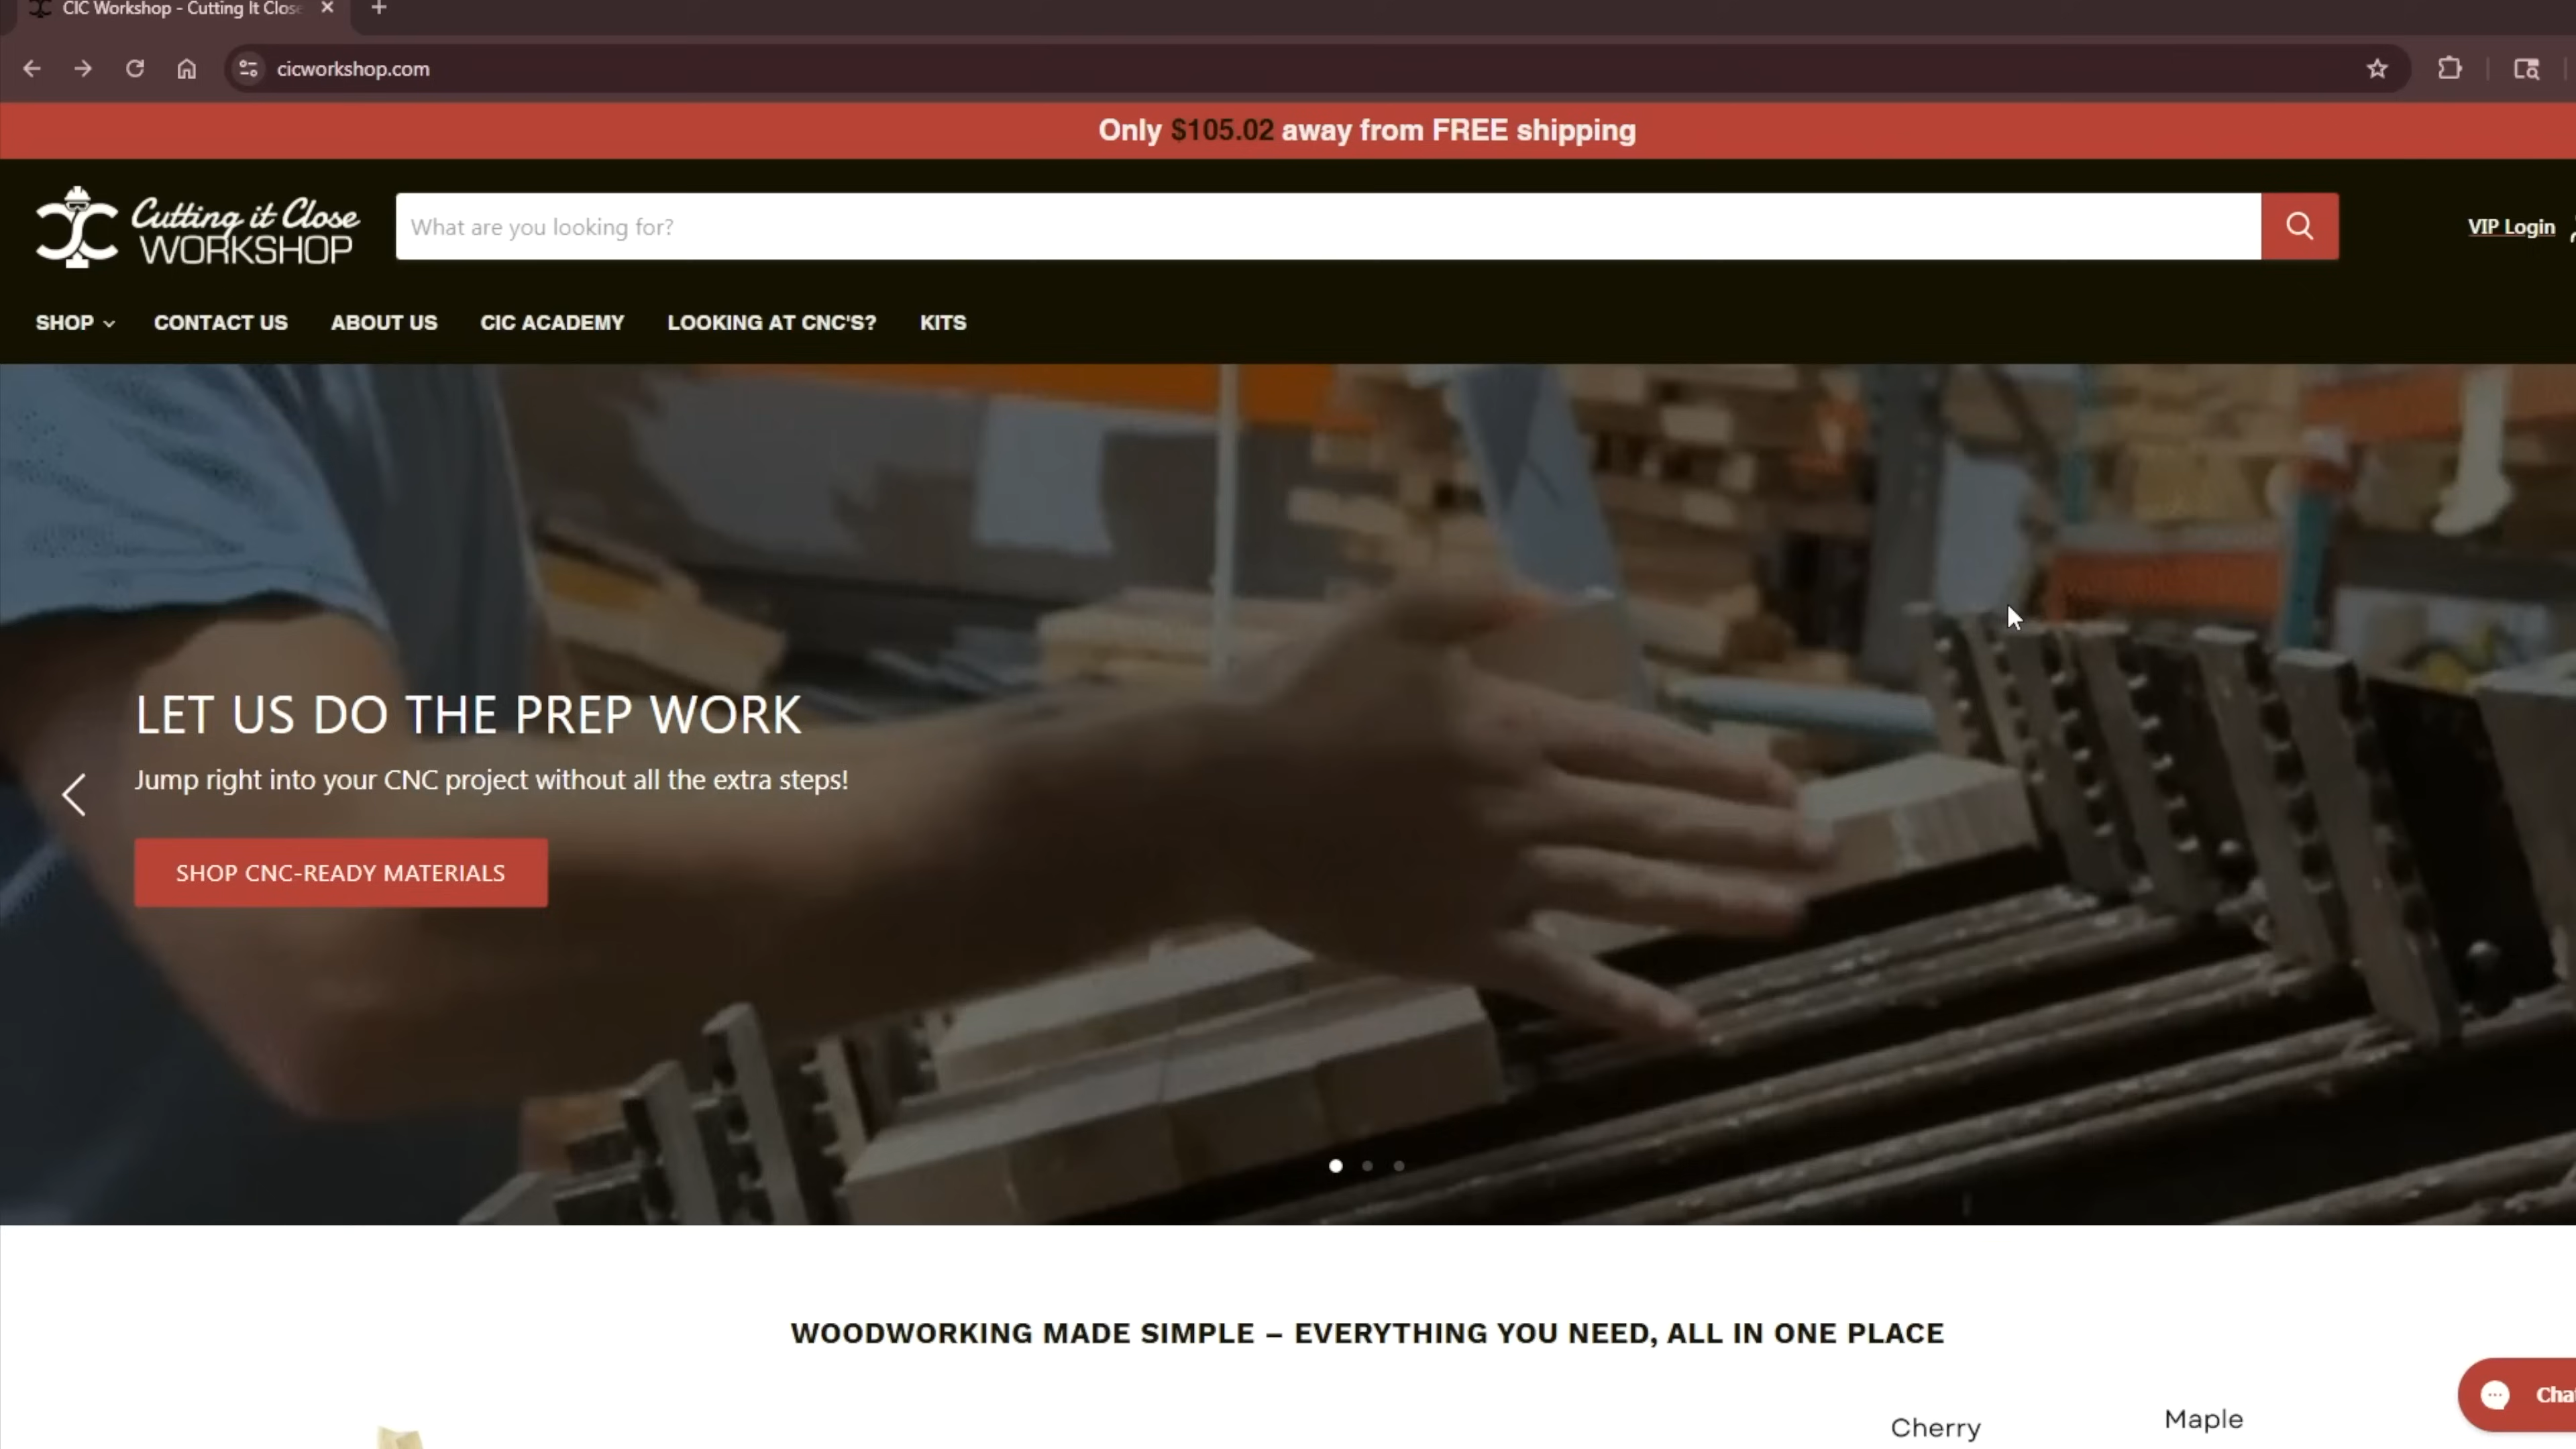 CIC Workshop - Cutting It Close
cicworkshop.com
Only $105.02 away from FREE shipping
Cutting it Close
WORKSHOP
What are you looking for?
VIP Login
SHOP CONTACT US ABOUT US CIC ACADEMY LOOKING AT CNC'S? KITS
LET US DO THE PREP WORK
Jump right into your CNC project without all the extra steps!
SHOP CNC-READY MATERIALS
WOODWORKING MADE SIMPLE – EVERYTHING YOU NEED, ALL IN ONE PLACE
Cherry
Maple